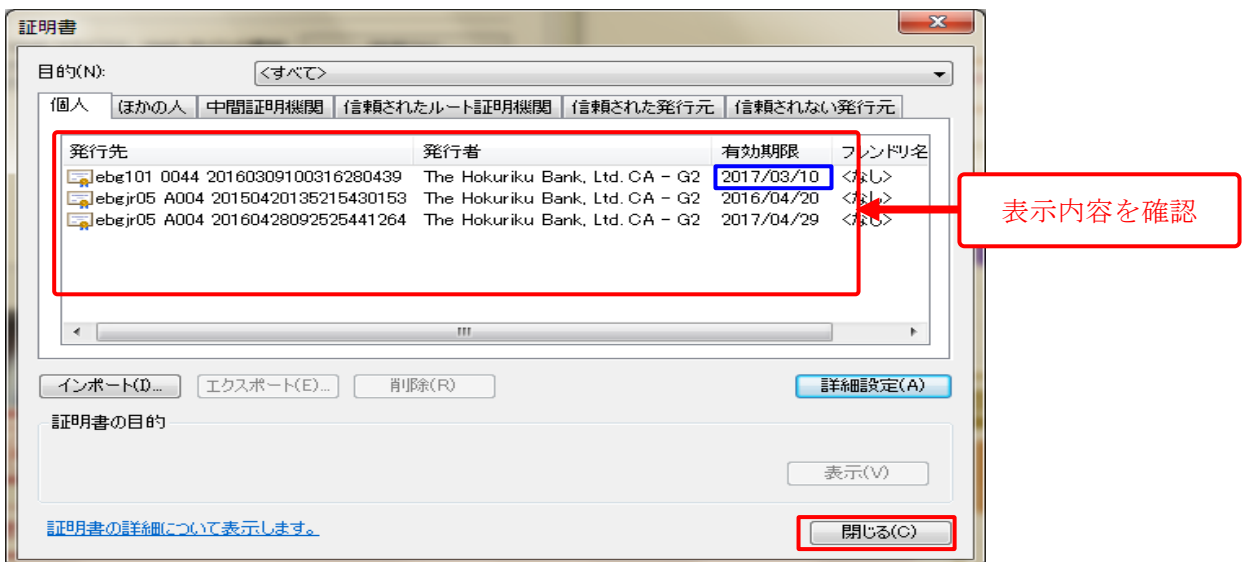 証明書
目的(N):
<すべて>
個人 ほかの人 中間証明機関 信頼されたルート証明機関 信頼された発行元 信頼されない発行元
発行先 発行者 有効期限 フレンドリ名
ebg101 0044 20160309100316280439 The Hokuriku Bank, Ltd. CA - G2 2017/03/10 <なし>
ebgjr05 A004 20150420135215430153 The Hokuriku Bank, Ltd. CA - G2 2016/04/20 <なし>
ebgjr05 A004 20160428092525441264 The Hokuriku Bank, Ltd. CA - G2 2017/04/29 <なし>
表示内容を確認
インポート(I)... エクスポート(E)... 削除(R) 詳細設定(A)
証明書の目的
表示(V)
証明書の詳細について表示します。
閉じる(C)